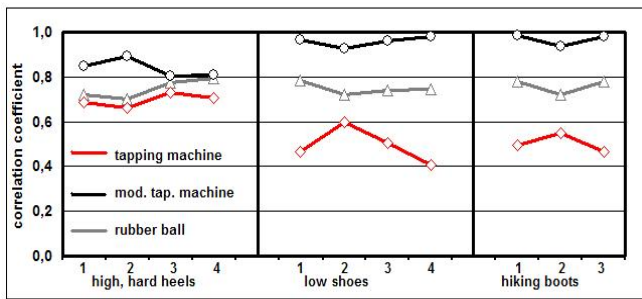 correlation coefficient
1,0
0,8
0,6
0,4
0,2
0,0
tapping machine
mod. tap. machine
rubber ball
1 2 3 4 1 2 3 4 1 2 3
high, hard heels low shoes hiking boots